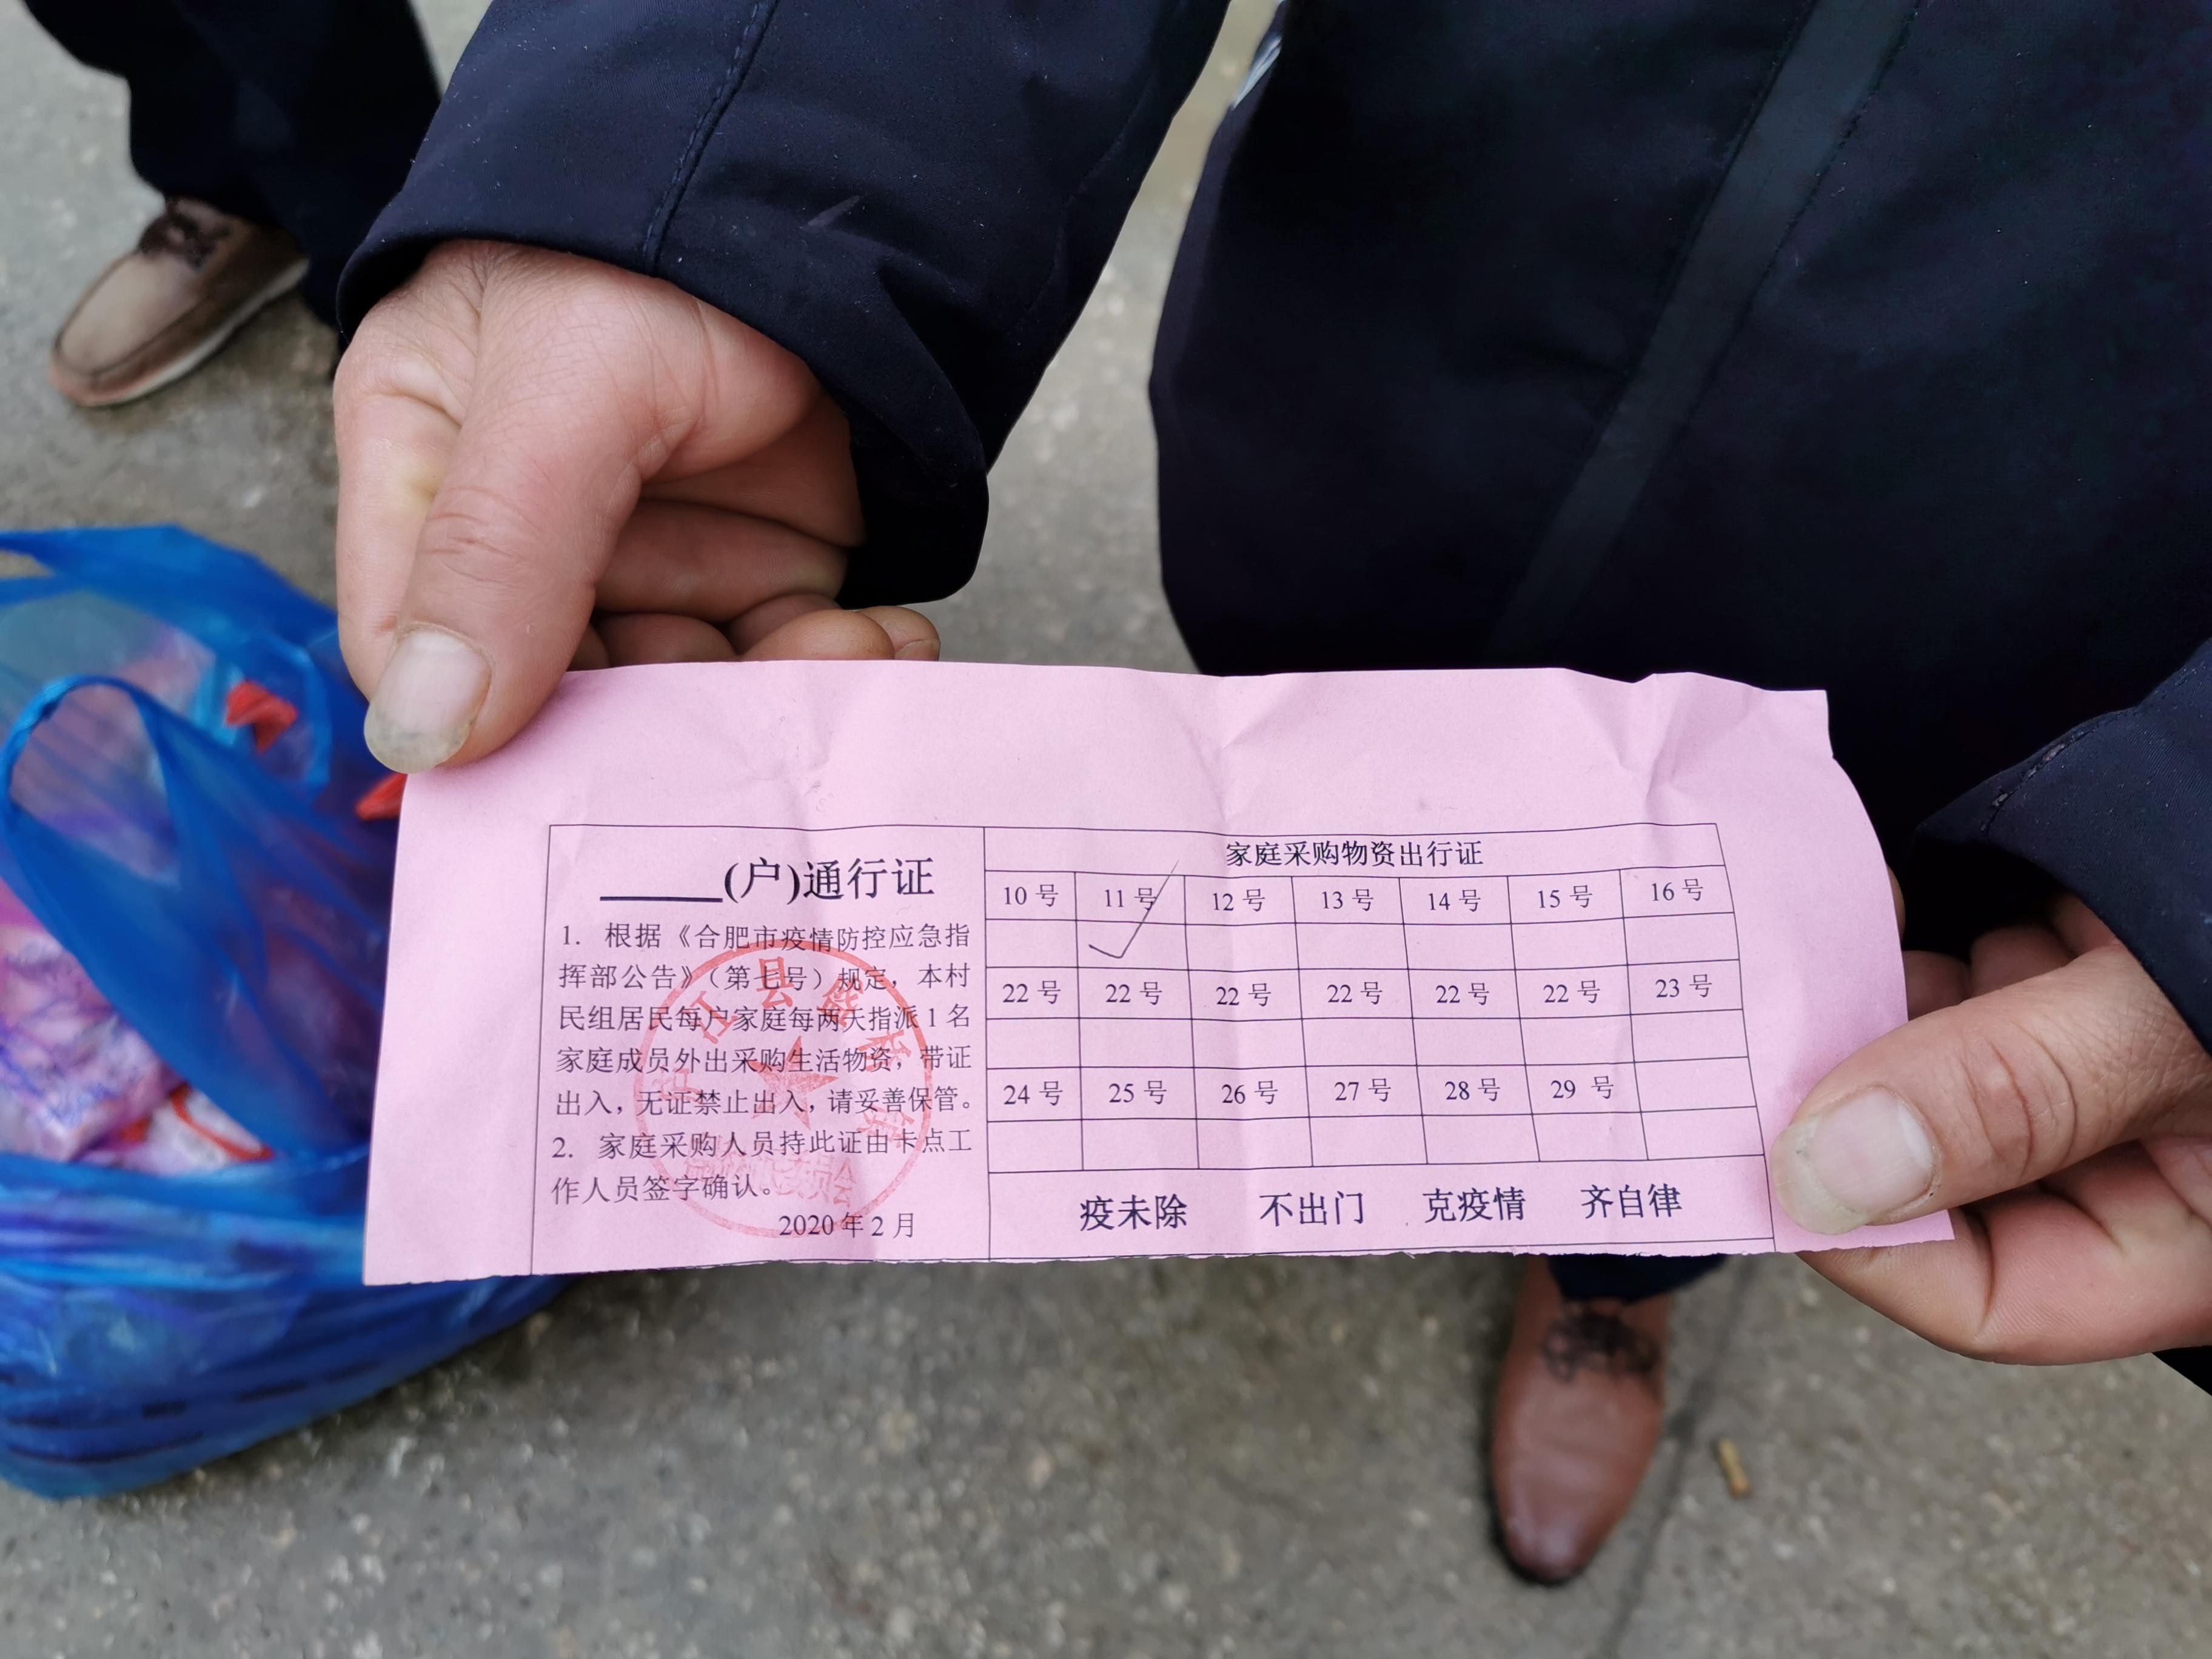 (户)通行证
1. 根据《合肥市疫情防控应急指
挥部公告》（第七号）规定，本村
民组居民每户家庭每两天指派1名
家庭成员外出采购生活物资，带证
出入，无证禁止出入，请妥善保管。
2. 家庭采购人员持此证由卡点工
作人员签字确认。
2020年2月
家庭采购物资出行证
10号 11号 12号 13号 14号 15号 16号
22号 22号 22号 22号 22号 22号 23号
24号 25号 26号 27号 28号 29号
疫未除 不出门 克疫情 齐自律
江县